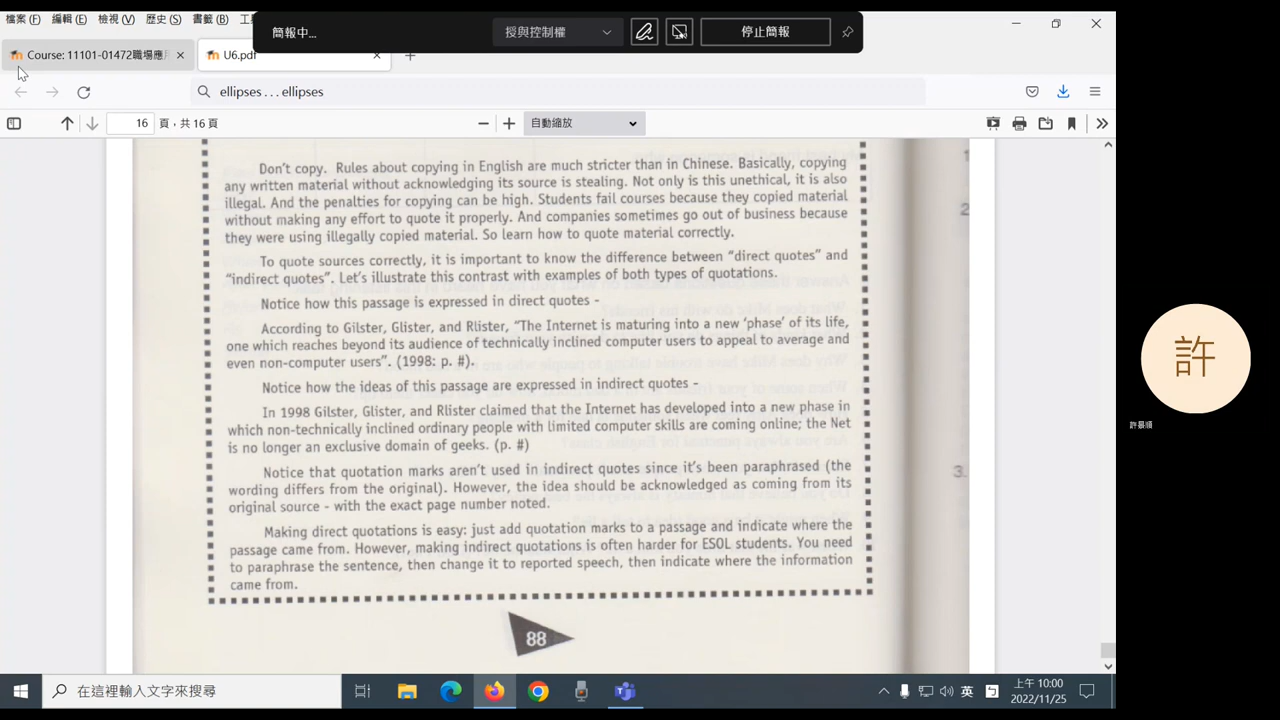 檔案(F) 編輯(E) 檢視(V) 歷史(S) 書籤(B)
簡報中...
授與控制權
停止簡報
Course: 11101-01472職場應
U6.pdf
ellipses . . . ellipses
16 頁，共 16 頁
自動縮放
Don't copy. Rules about copying in English are much stricter than in Chinese. Basically, copying
any written material without acknowledging its source is stealing. Not only is this unethical, it is also
illegal. And the penalties for copying can be high. Students fail courses because they copied material
without making any effort to quote it properly. And companies sometimes go out of business because
they were using illegally copied material. So learn how to quote material correctly.
To quote sources correctly, it is important to know the difference between "direct quotes" and
"indirect quotes". Let's illustrate this contrast with examples of both types of quotations.
Notice how this passage is expressed in direct quotes -
According to Gilster, Glister, and Rlister, "The Internet is maturing into a new 'phase' of its life,
one which reaches beyond its audience of technically inclined computer users to appeal to average and
even non-computer users". (1998: p. #).
Notice how the ideas of this passage are expressed in indirect quotes -
In 1998 Gilster, Glister, and Rlister claimed that the Internet has developed into a new phase in
which non-technically inclined ordinary people with limited computer skills are coming online; the Net
is no longer an exclusive domain of geeks. (p. #)
Notice that quotation marks aren't used in indirect quotes since it's been paraphrased (the
wording differs from the original). However, the idea should be acknowledged as coming from its
original source - with the exact page number noted.
Making direct quotations is easy: just add quotation marks to a passage and indicate where the
passage came from. However, making indirect quotations is often harder for ESOL students. You need
to paraphrase the sentence, then change it to reported speech, then indicate where the information
came from.
88
2
3.
許
許景順
在這裡輸入文字來搜尋
英
上午 10:00
2022/11/25